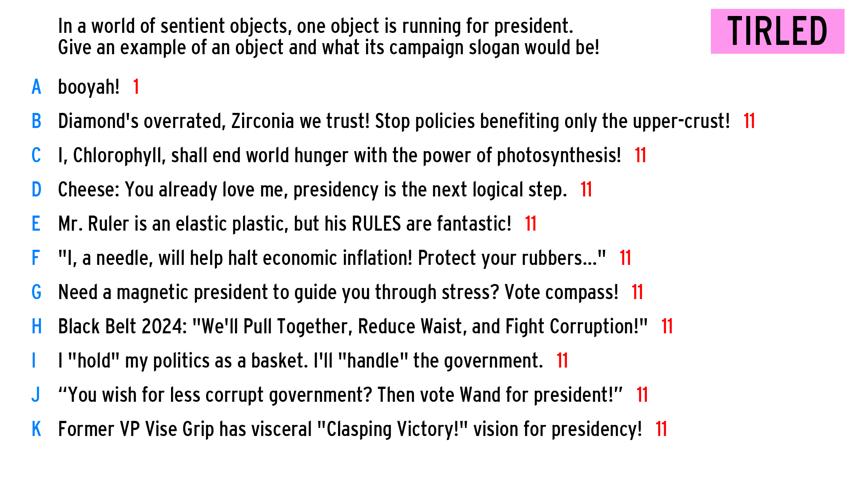 In a world of sentient objects, one object is running for president.
Give an example of an object and what its campaign slogan would be!
TIRLED
A booyah! 1
B Diamond's overrated, Zirconia we trust! Stop policies benefiting only the upper-crust! 11
C I, Chlorophyll, shall end world hunger with the power of photosynthesis! 11
D Cheese: You already love me, presidency is the next logical step. 11
E Mr. Ruler is an elastic plastic, but his RULES are fantastic! 11
F "I, a needle, will help halt economic inflation! Protect your rubbers..." 11
G Need a magnetic president to guide you through stress? Vote compass! 11
H Black Belt 2024: "We'll Pull Together, Reduce Waist, and Fight Corruption!" 11
I I "hold" my politics as a basket. I'll "handle" the government. 11
J “You wish for less corrupt government? Then vote Wand for president!” 11
K Former VP Vise Grip has visceral "Clasping Victory!" vision for presidency! 11